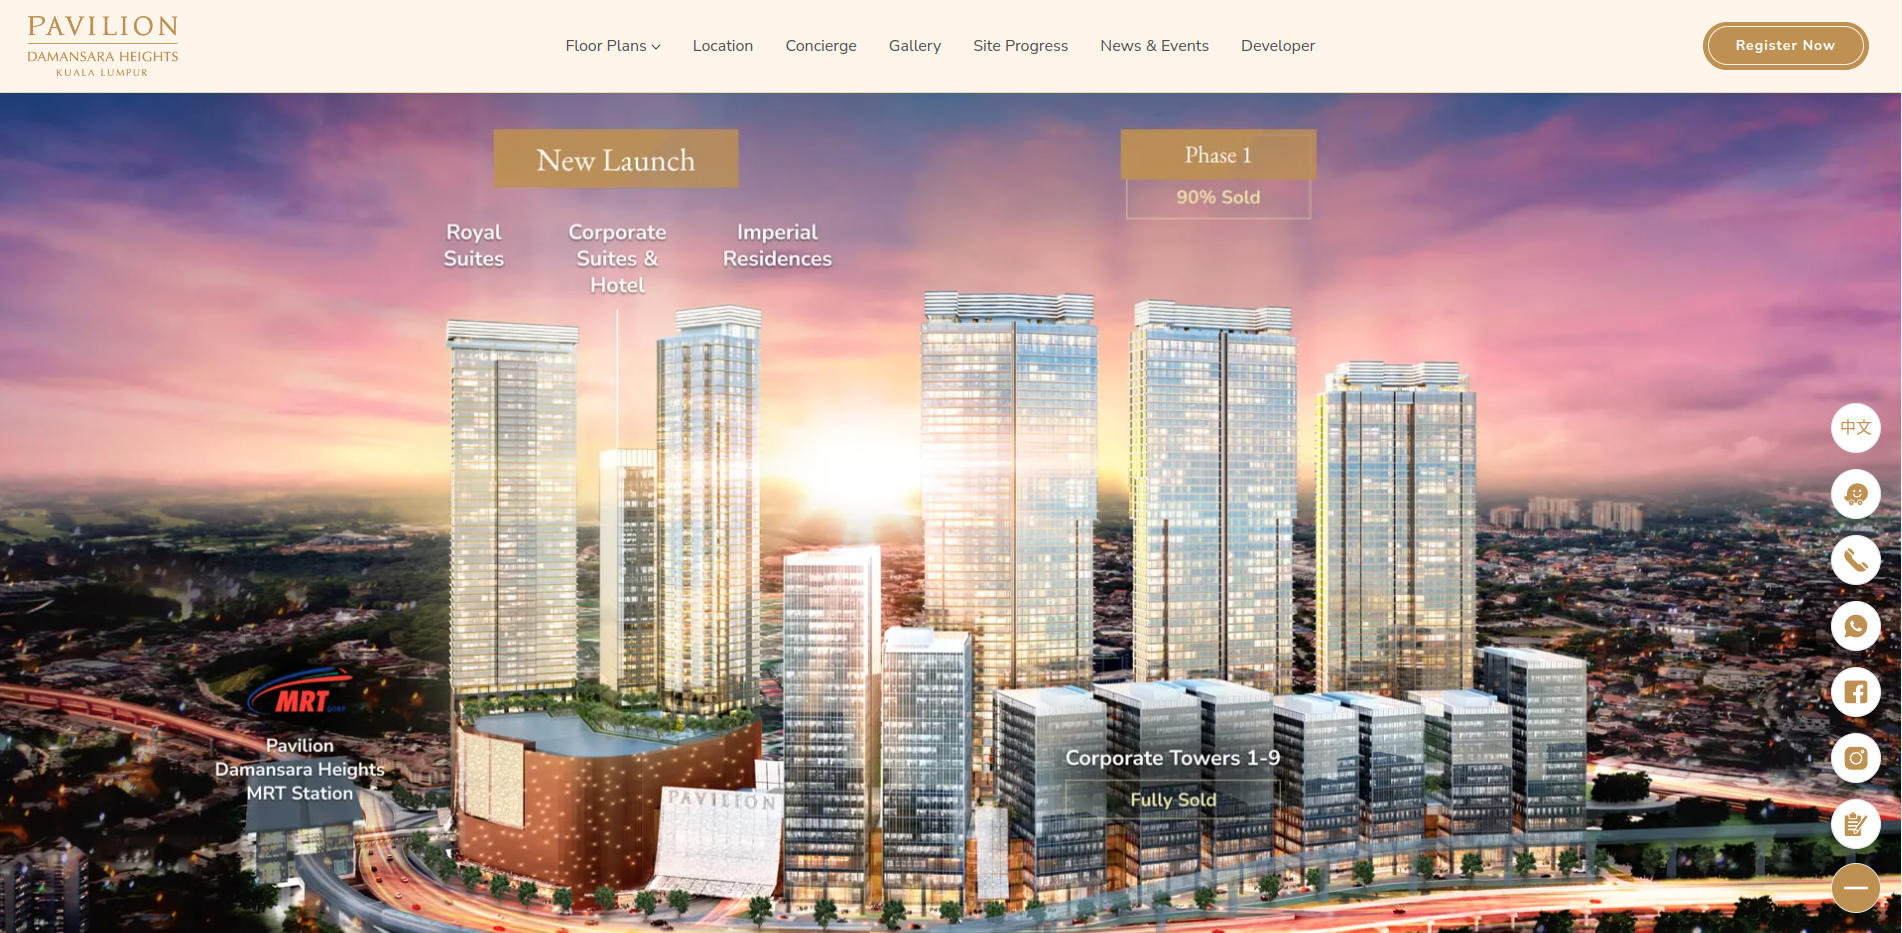 PAVILION
DAMANSARA HEIGHTS
KUALA LUMPUR
Floor Plans
Location
Concierge
Gallery
Site Progress
News & Events
Developer
Register Now
New Launch
Phase 1
90% Sold
Royal
Suites
Corporate
Suites &
Hotel
Imperial
Residences
中文
MRT
CORP
Pavilion
Damansara Heights
MRT Station
PAVILION
Corporate Towers 1-9
Fully Sold